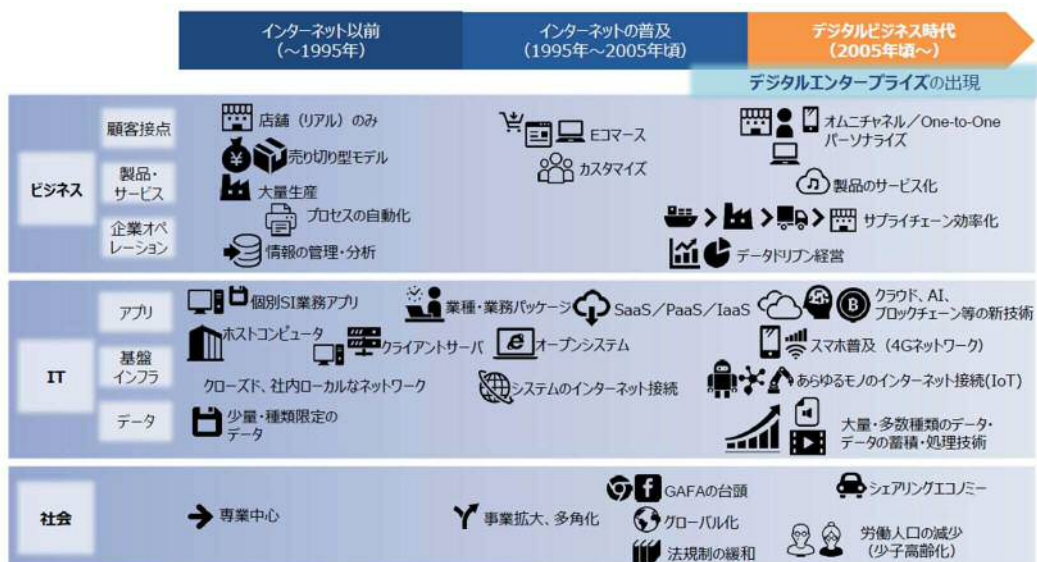 インターネット以前
(~1995年)
インターネットの普及
(1995年~2005年頃)
デジタルビジネス時代
(2005年頃~)
デジタルエンタープライズの出現
ビジネス
顧客接点
店舗（リアル）のみ
Eコマース
オムニチャネル／One-to-One
パーソナライズ
製品・
サービス
売り切り型モデル
カスタマイズ
大量生産
製品のサービス化
企業オペ
レーション
プロセスの自動化
サプライチェーン効率化
情報の管理・分析
データドリブン経営
IT
アプリ
個別SI業務アプリ
業種・業務パッケージ
SaaS／PaaS／IaaS
クラウド、AI、
ブロックチェーン等の新技術
基盤
インフラ
ホストコンピュータ
クライアントサーバ
オープンシステム
スマホ普及（4Gネットワーク）
クローズド、社内ローカルなネットワーク
システムのインターネット接続
あらゆるモノのインターネット接続(IoT)
データ
少量・種類限定の
データ
大量・多数種類のデータ・
データの蓄積・処理技術
社会
専業中心
事業拡大、多角化
GAFAの台頭
グローバル化
法規制の緩和
シェアリングエコノミー
労働人口の減少
（少子高齢化）